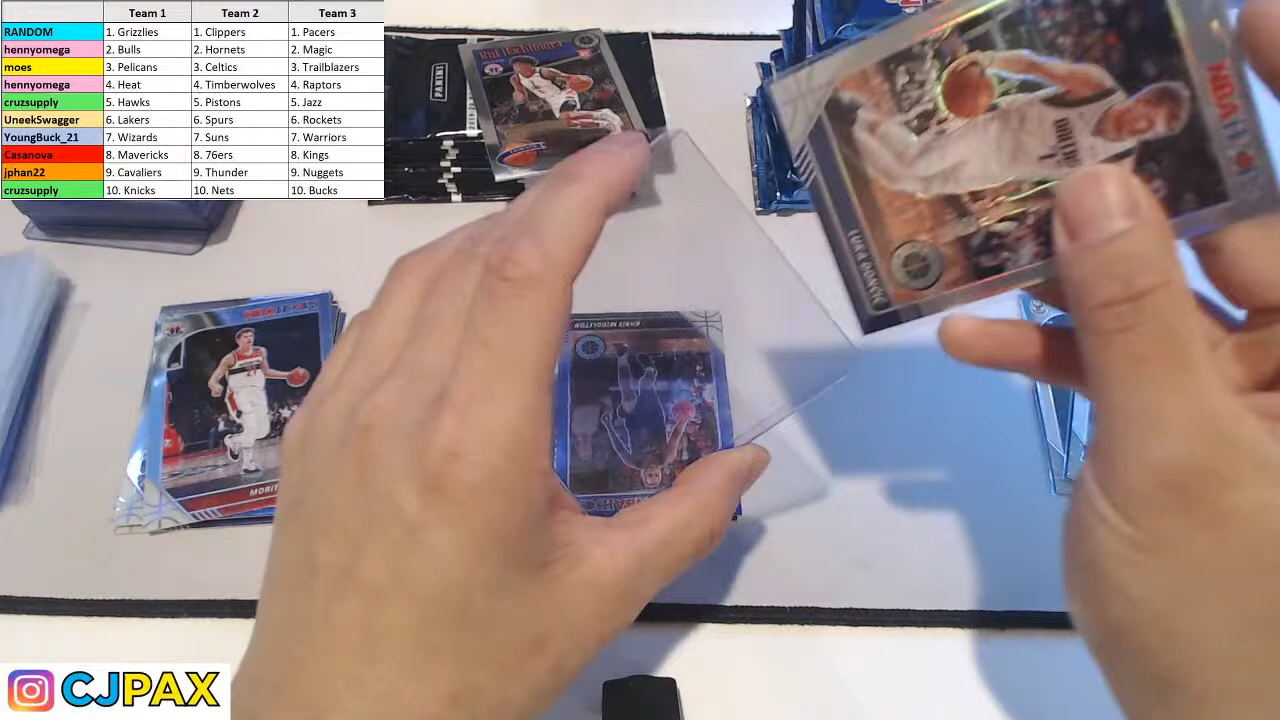 Team 1 Team 2 Team 3
RANDOM 1. Grizzlies 1. Clippers 1. Pacers
hennyomega 2. Bulls 2. Hornets 2. Magic
moes 3. Pelicans 3. Celtics 3. Trailblazers
hennyomega 4. Heat 4. Timberwolves 4. Raptors
cruzsupply 5. Hawks 5. Pistons 5. Jazz
UneekSwagger 6. Lakers 6. Spurs 6. Rockets
YoungBuck_21 7. Wizards 7. Suns 7. Warriors
Casanova 8. Mavericks 8. 76ers 8. Kings
jphan22 9. Cavaliers 9. Thunder 9. Nuggets
cruzsupply 10. Knicks 10. Nets 10. Bucks
PANINI
Rui Hachimura
NBA
LUKA DONCIC
KHRIS MIDDLETON
MORIT
CJPAX